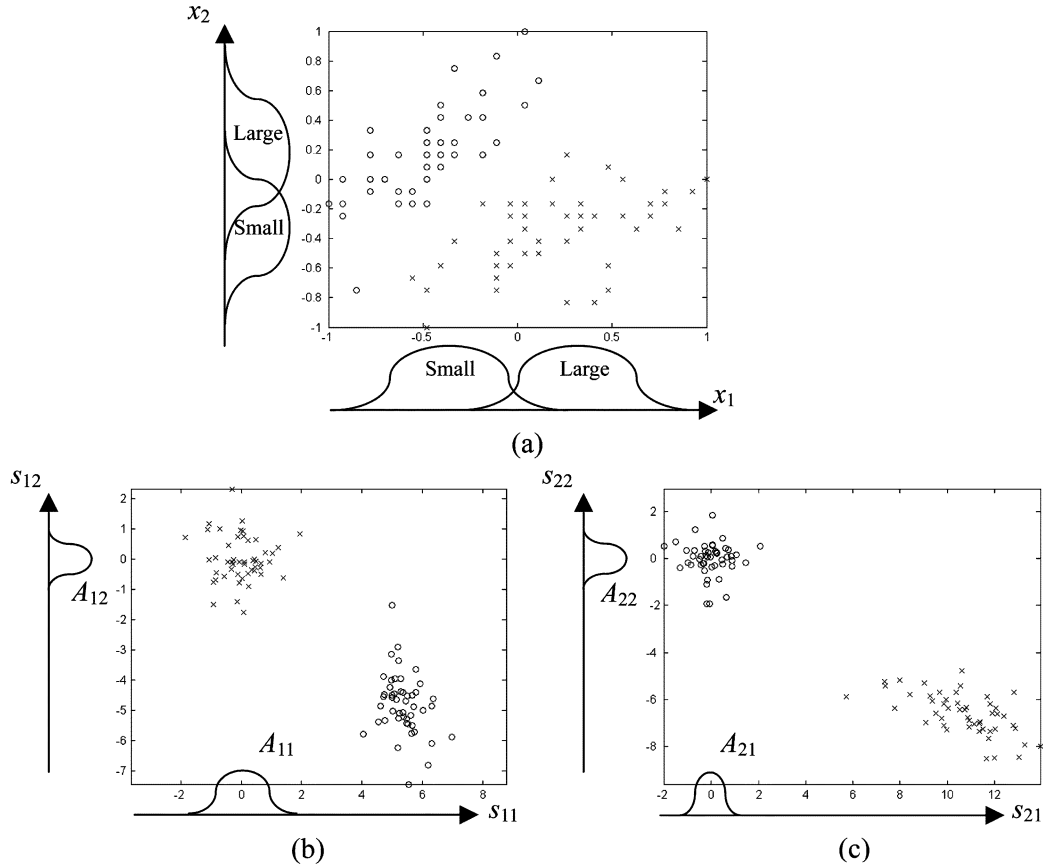 x2
1
0.8
0.6
0.4
Large
0.2
0
-0.2
Small
-0.4
-0.6
-0.8
-1
-1 -0.5 0 0.5 1
Small Large
x1
(a)
s12
2
1
0
-1
A12
-2
-3
-4
-5
-6
A11
-7
-2 0 2 4 6 8
s11
(b)
s22
2
0
A22
-2
-4
-6
-8
A21
-2 0 2 4 6 8 10 12
s21
(c)